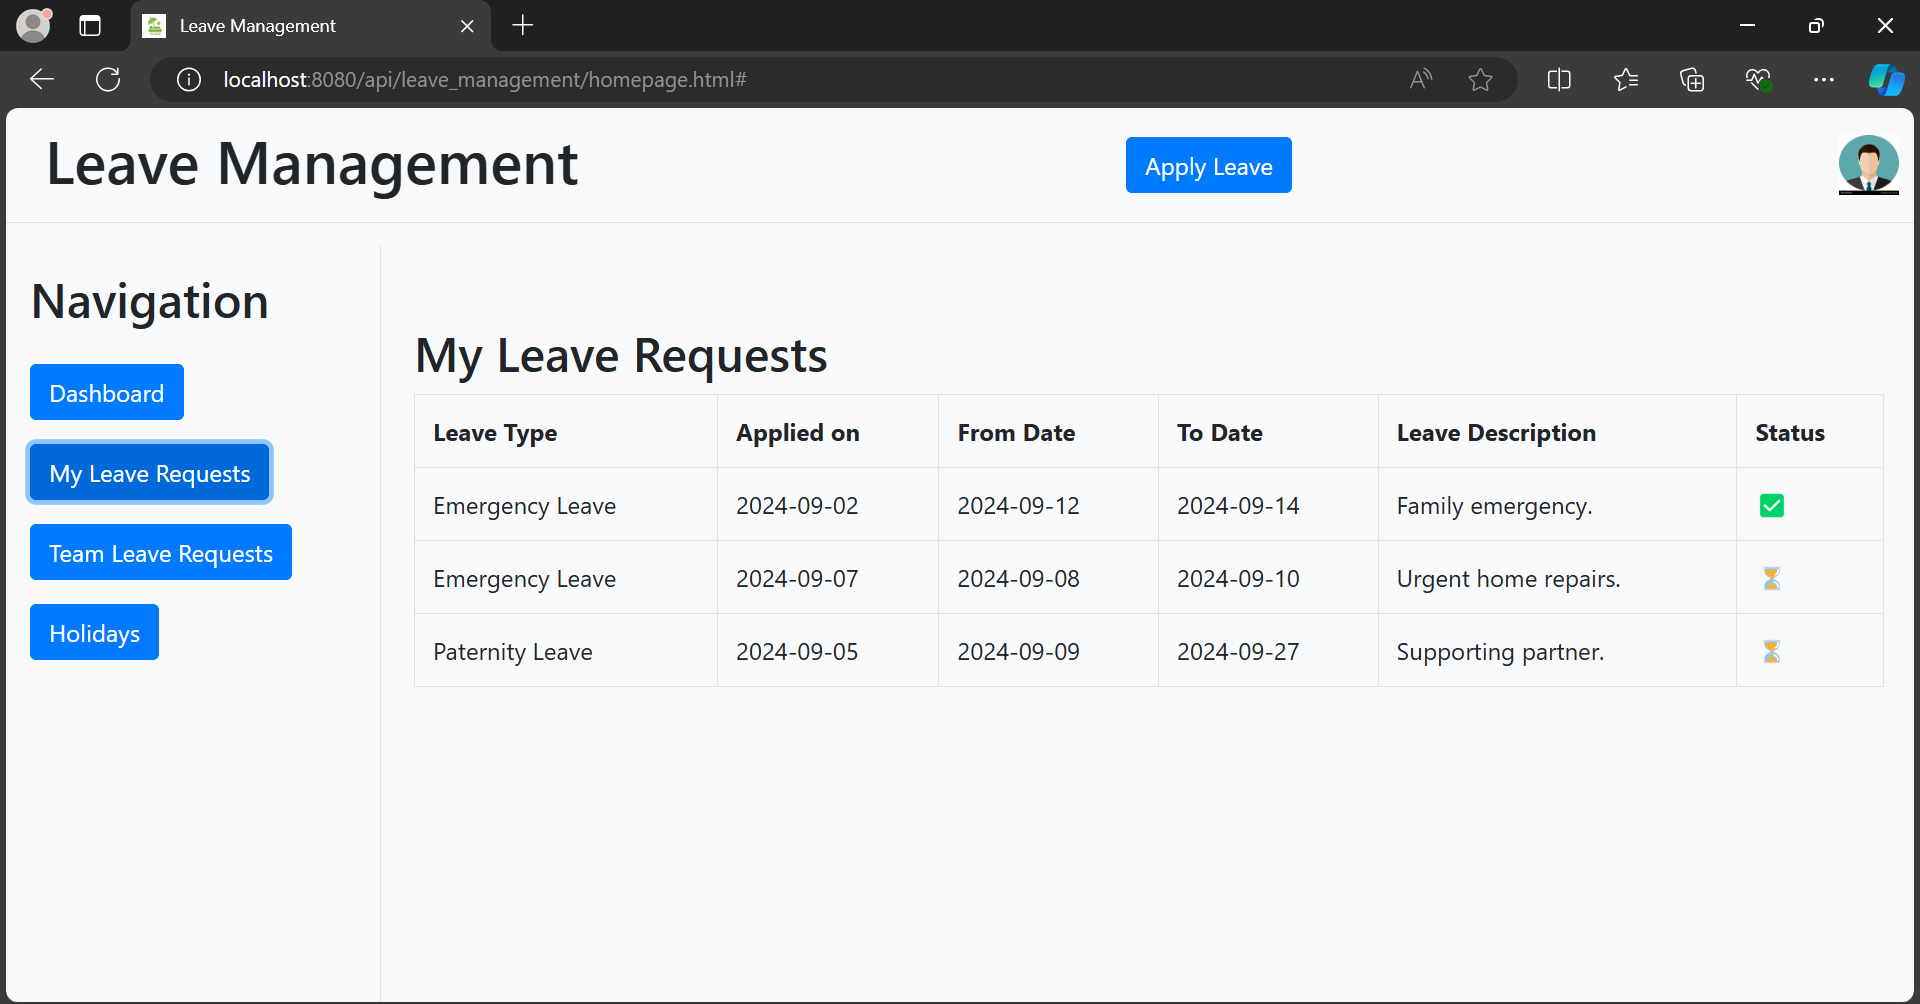 Leave Management
localhost:8080/api/leave_management/homepage.html#
Leave Management
Apply Leave
Navigation
Dashboard
My Leave Requests
Team Leave Requests
Holidays
My Leave Requests
Leave Type Applied on From Date To Date Leave Description Status
Emergency Leave 2024-09-02 2024-09-12 2024-09-14 Family emergency.
Emergency Leave 2024-09-07 2024-09-08 2024-09-10 Urgent home repairs.
Paternity Leave 2024-09-05 2024-09-09 2024-09-27 Supporting partner.